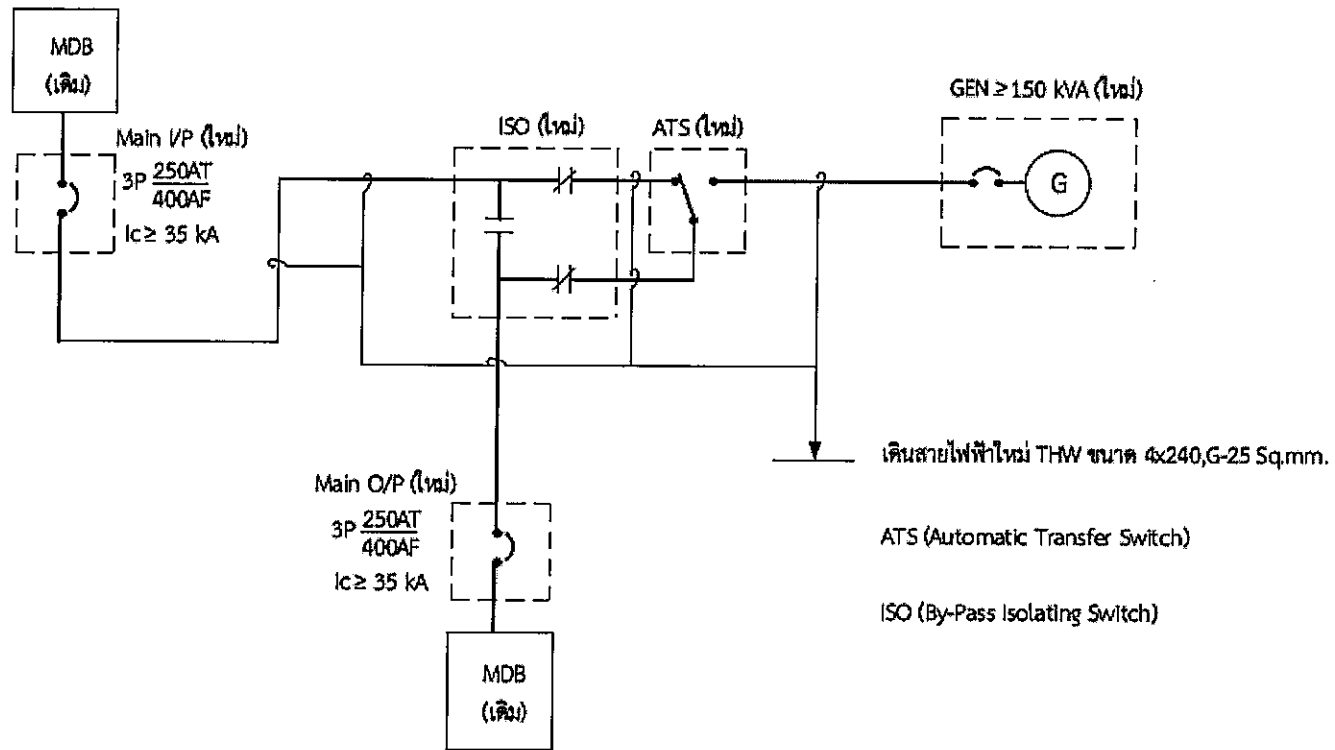 MDB
(เดิม)
Main I/P (ใหม่)
3P 250AT
400AF
Ic ≥ 35 kA
ISO (ใหม่)
ATS (ใหม่)
GEN ≥ 150 kVA (ใหม่)
G
เดินสายไฟฟ้าใหม่ THW ขนาด 4x240,G-25 Sq.mm.
Main O/P (ใหม่)
3P 250AT
400AF
Ic ≥ 35 kA
ATS (Automatic Transfer Switch)
ISO (By-Pass Isolating Switch)
MDB
(เดิม)